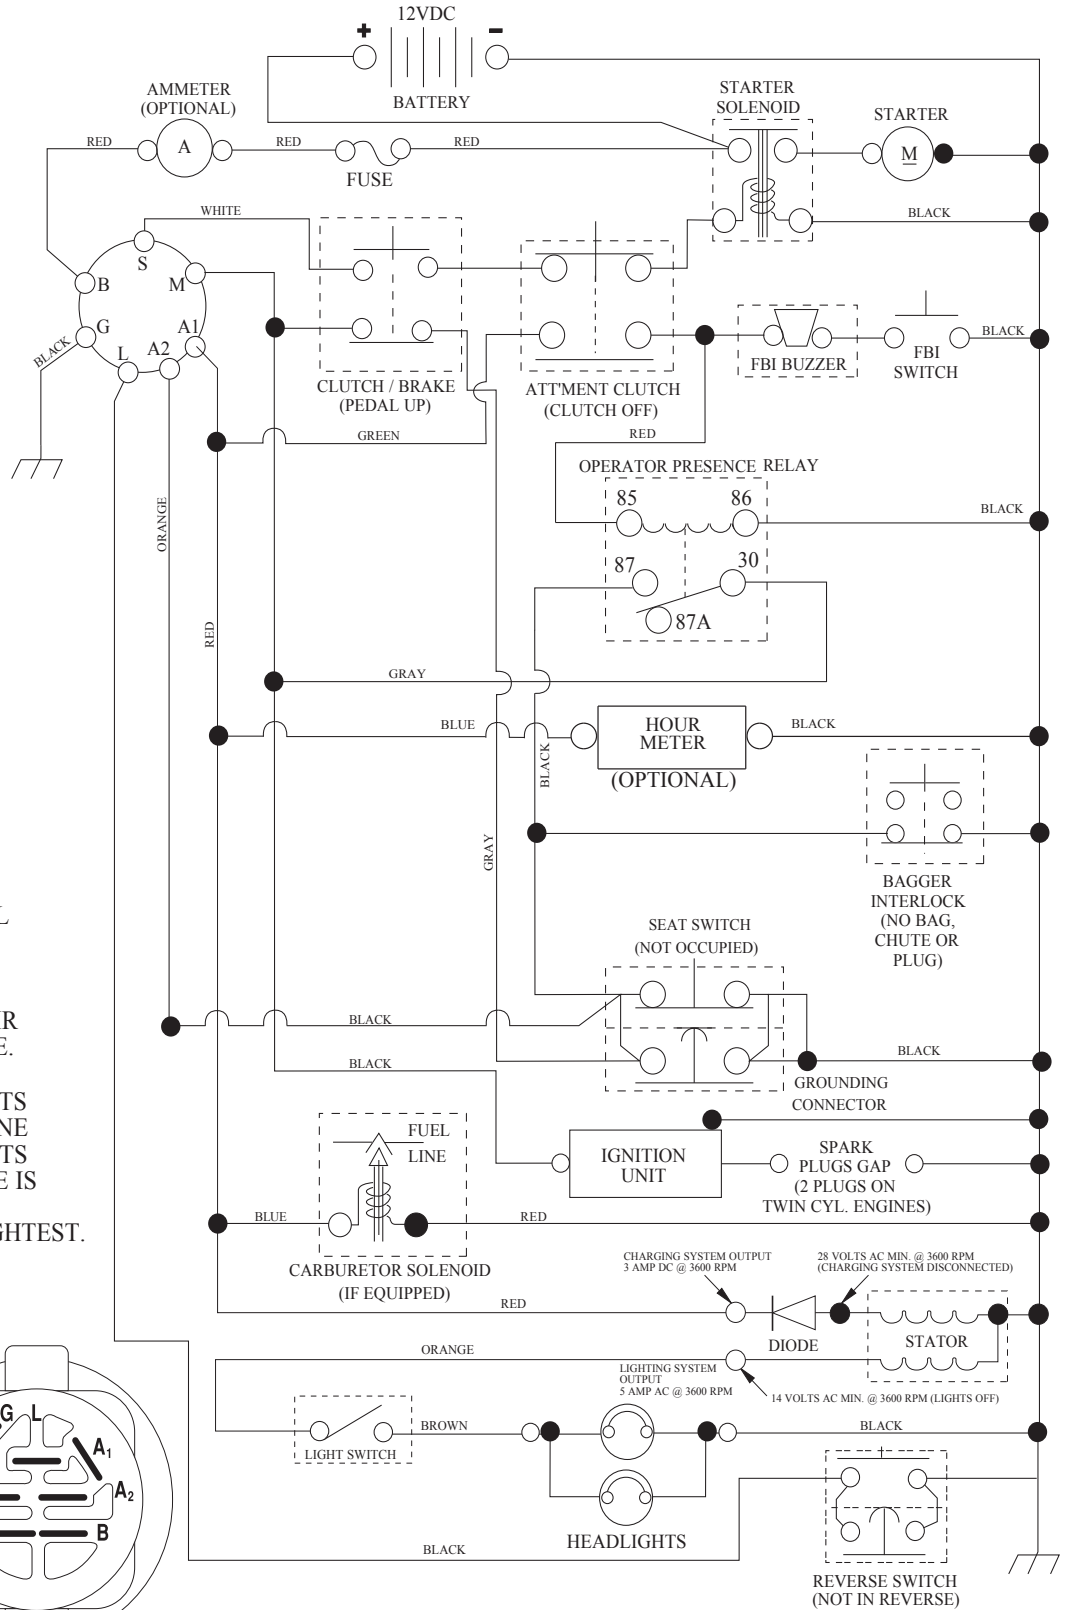 12VDC
+
-
BATTERY
AMMETER
(OPTIONAL)
A
RED
RED
RED
FUSE
STARTER
SOLENOID
STARTER
M
BLACK
WHITE
S
B
M
G
A1
L
A2
BLACK
CLUTCH / BRAKE
(PEDAL UP)
ATT'MENT CLUTCH
(CLUTCH OFF)
FBI BUZZER
FBI
SWITCH
BLACK
GREEN
RED
OPERATOR PRESENCE RELAY
85
86
BLACK
87
30
87A
ORANGE
RED
GRAY
BLUE
HOUR
METER
(OPTIONAL)
BLACK
BLACK
GRAY
BAGGER
INTERLOCK
(NO BAG,
CHUTE OR
PLUG)
SEAT SWITCH
(NOT OCCUPIED)
BLACK
BLACK
BLACK
GROUNDING
CONNECTOR
L
IR
E.
TS
NE
TS
E IS
GHTEST.
FUEL
LINE
IGNITION
UNIT
SPARK
PLUGS GAP
(2 PLUGS ON
TWIN CYL. ENGINES)
BLUE
RED
CARBURETOR SOLENOID
(IF EQUIPPED)
CHARGING SYSTEM OUTPUT
3 AMP DC @ 3600 RPM
28 VOLTS AC MIN. @ 3600 RPM
(CHARGING SYSTEM DISCONNECTED)
RED
DIODE
STATOR
ORANGE
LIGHTING SYSTEM
OUTPUT
5 AMP AC @ 3600 RPM
14 VOLTS AC MIN. @ 3600 RPM (LIGHTS OFF)
LIGHT SWITCH
BROWN
BLACK
HEADLIGHTS
BLACK
REVERSE SWITCH
(NOT IN REVERSE)
G
L
A1
A2
B